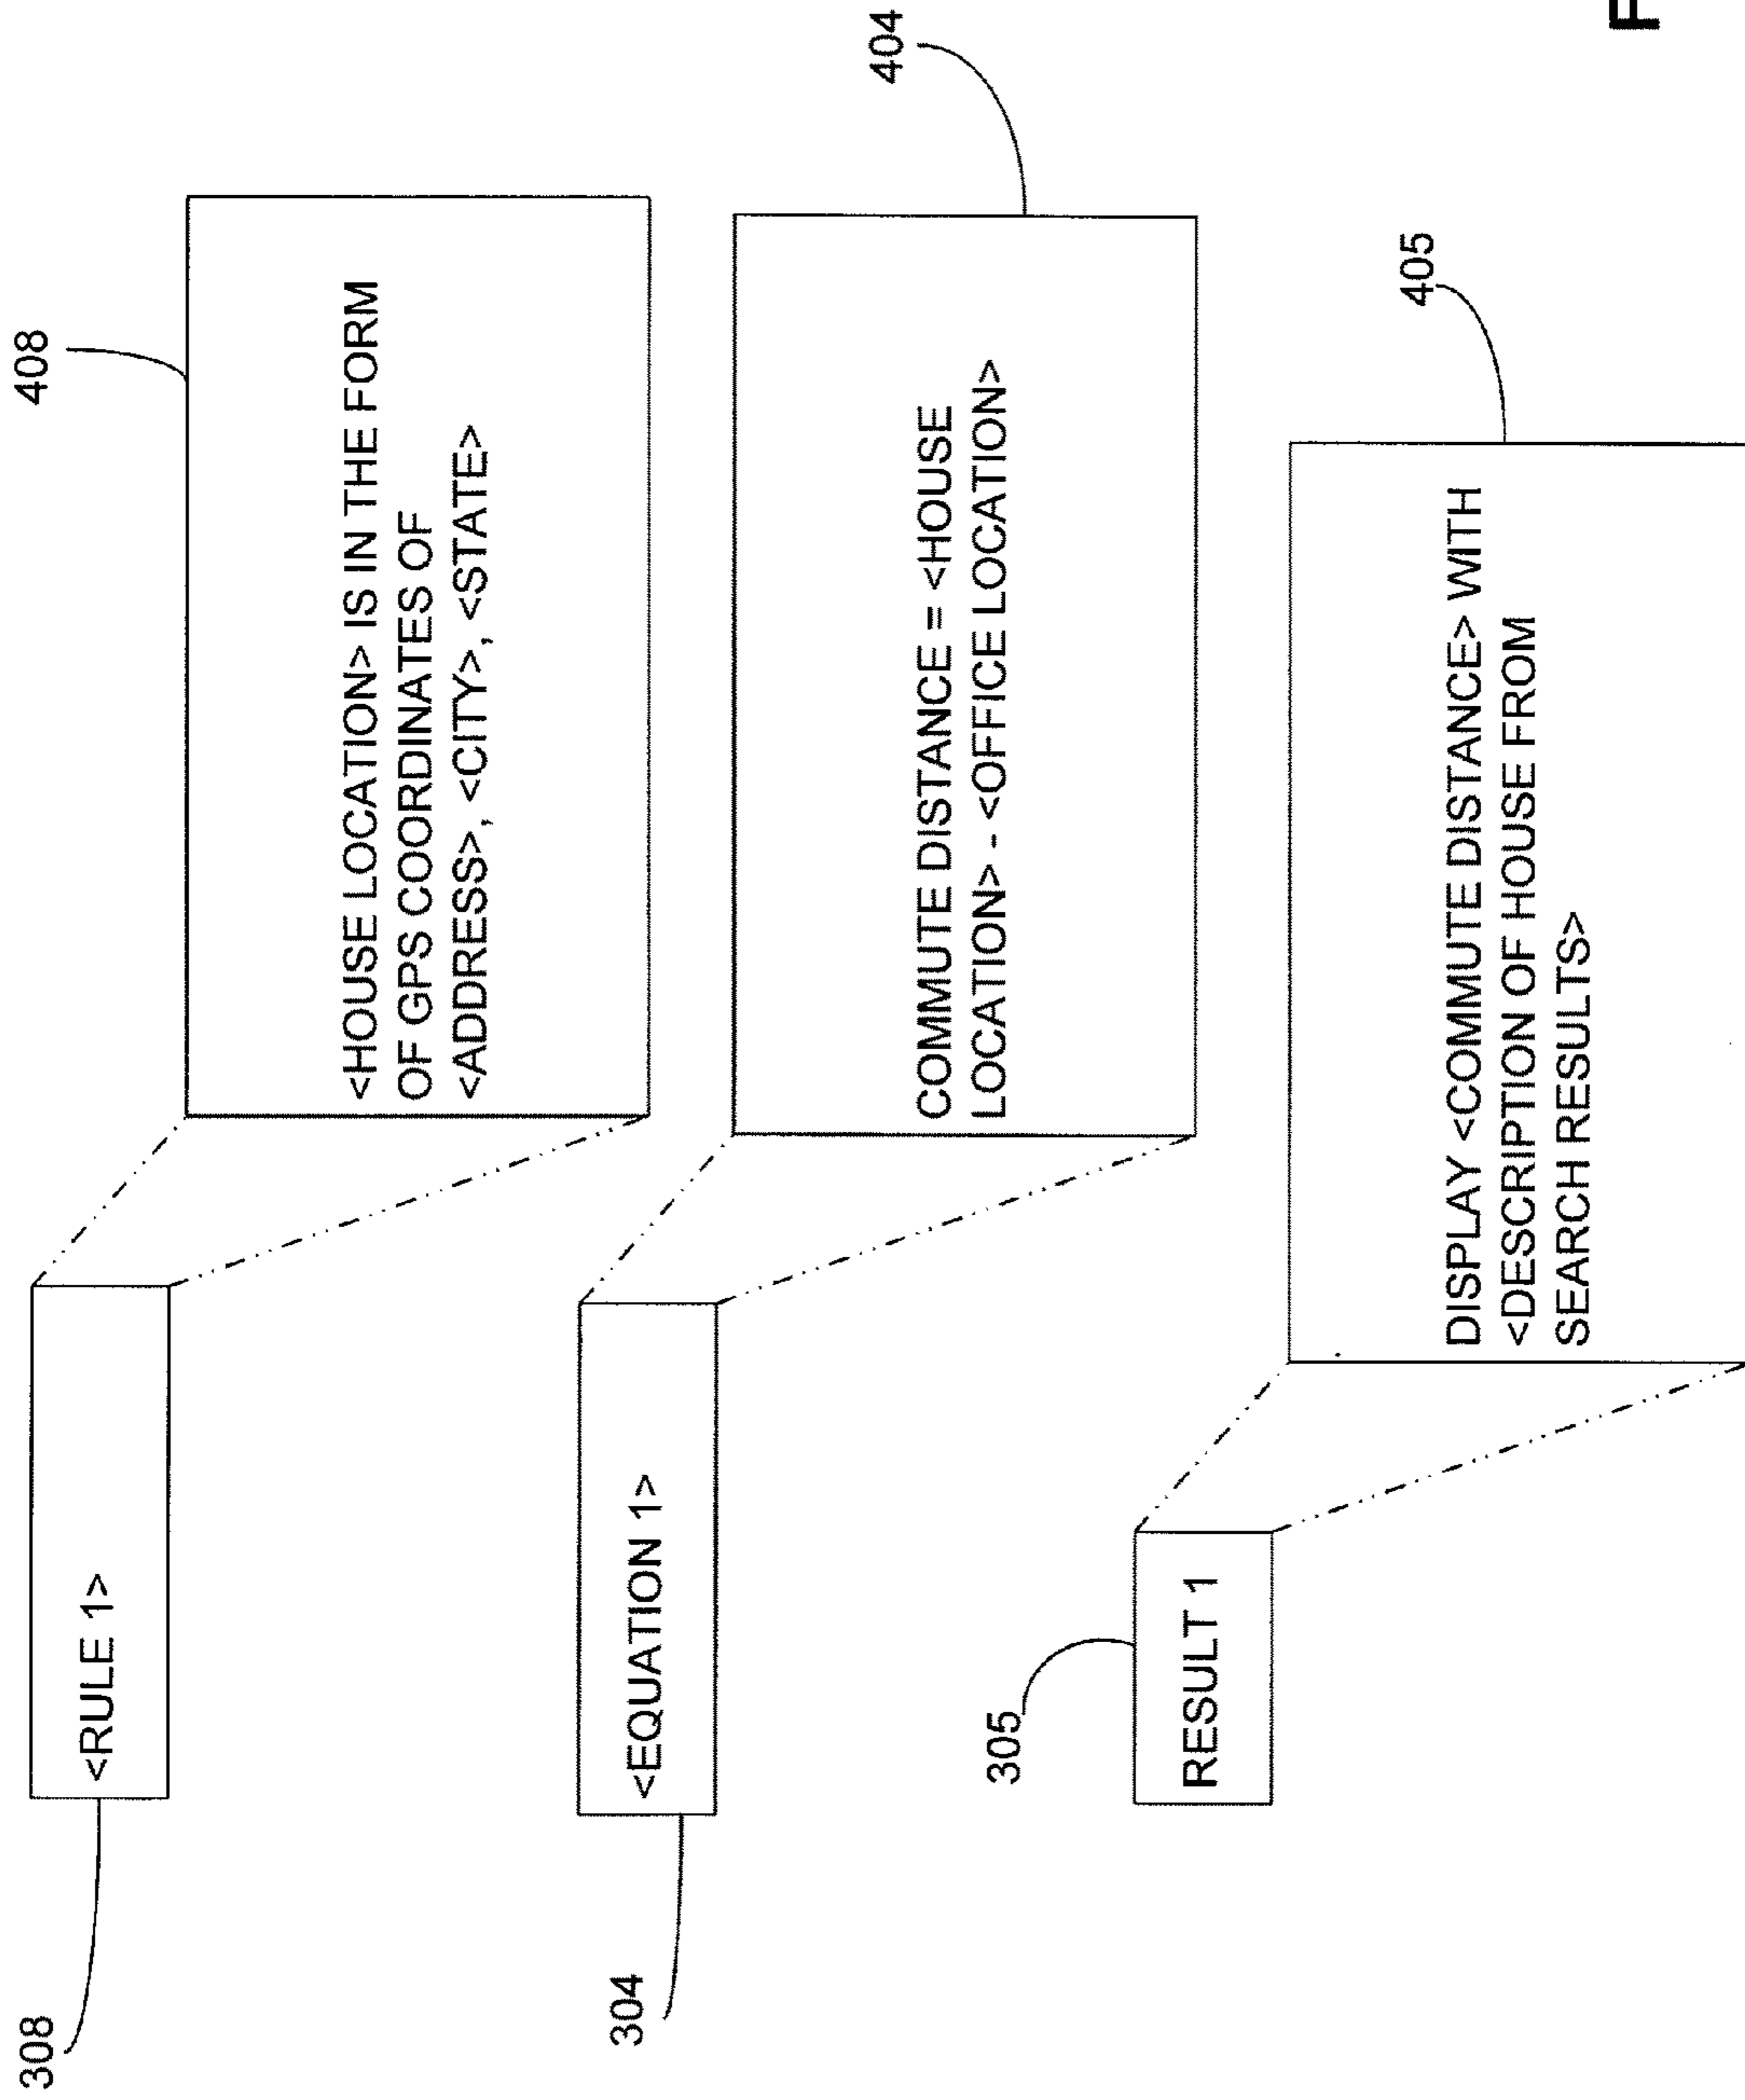 408
308
<RULE 1>
<HOUSE LOCATION> IS IN THE FORM
OF GPS COORDINATES OF
<ADDRESS>, <CITY>, <STATE>
404
304
<EQUATION 1>
COMMUTE DISTANCE = <HOUSE
LOCATION> - <OFFICE LOCATION>
405
305
RESULT 1
DISPLAY <COMMUTE DISTANCE> WITH
<DESCRIPTION OF HOUSE FROM
SEARCH RESULTS>
F